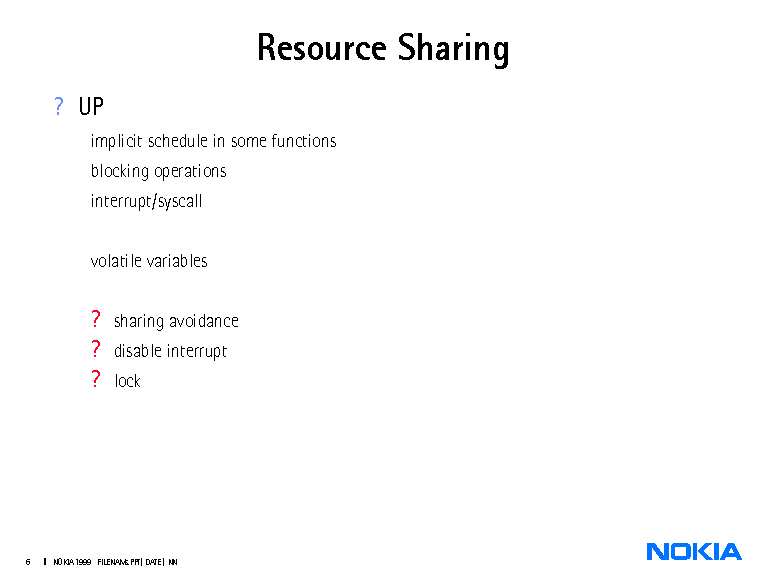 Resource Sharing
? UP
implicit schedule in some functions
blocking operations
interrupt/syscall
volatile variables
? sharing avoidance
? disable interrupt
? lock
6 NOKIA 1999 FILENAMs.PPT| DATE | NN
NOKIA